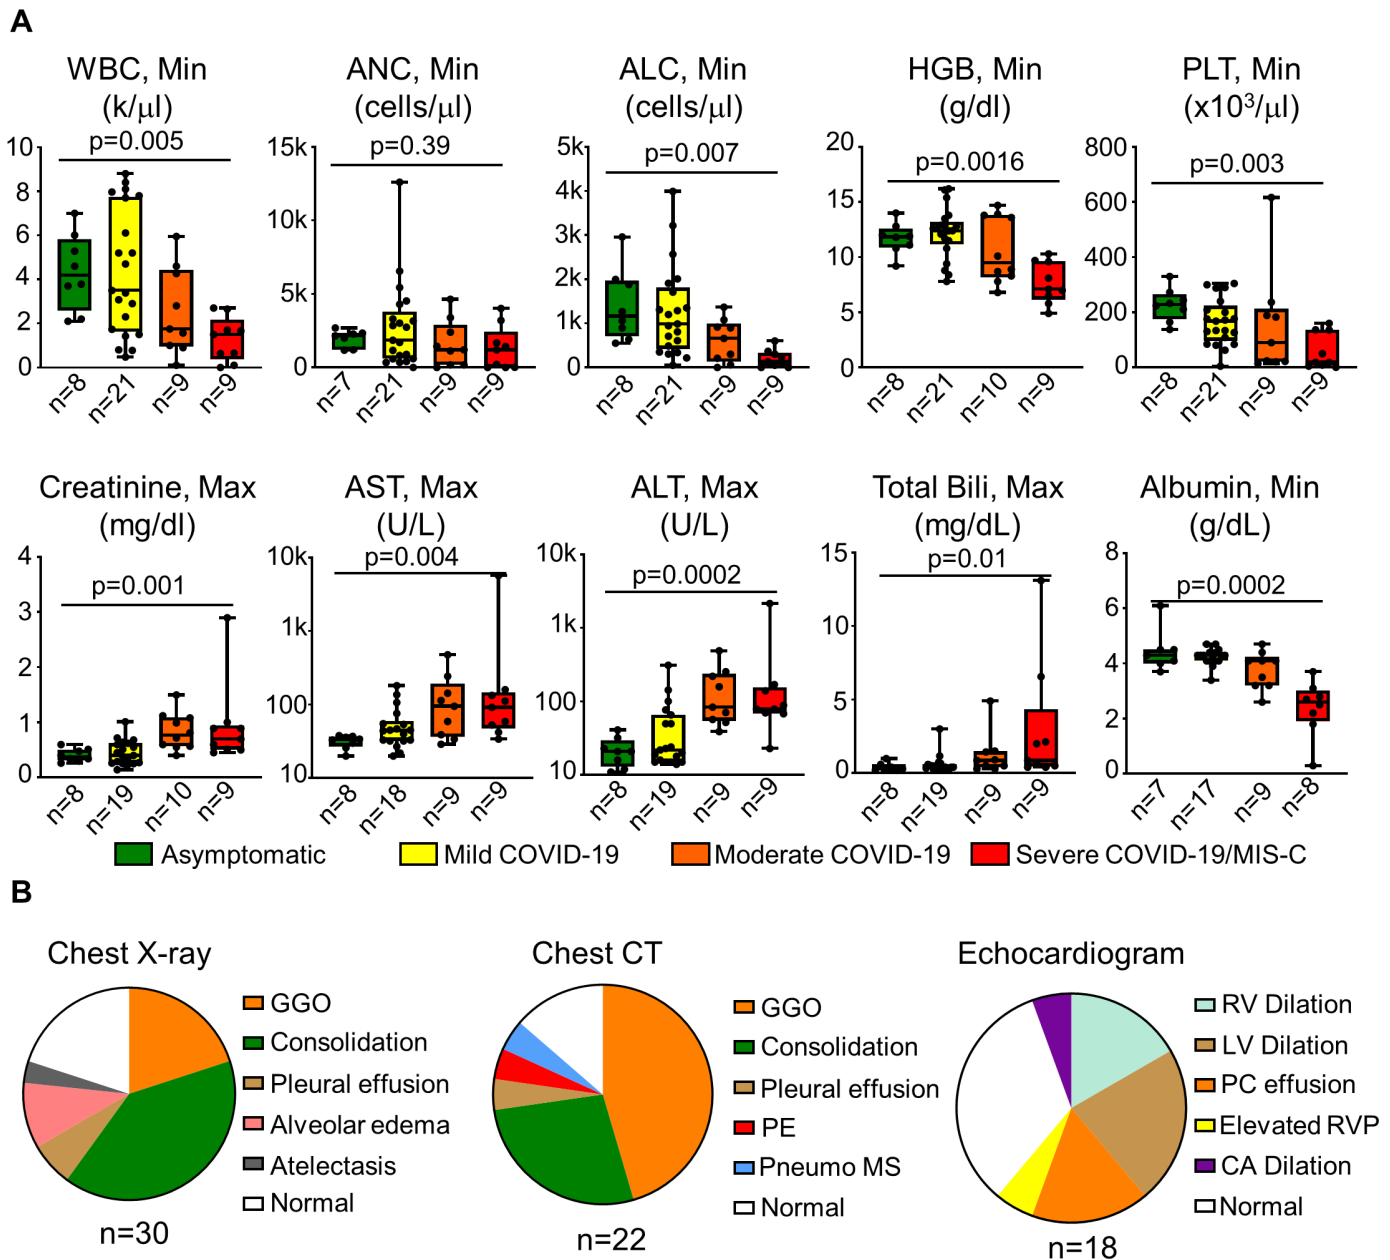 A
WBC, Min
(k/µl)
ANC, Min
(cells/µl)
ALC, Min
(cells/µl)
HGB, Min
(g/dl)
PLT, Min
(x10³/µl)
p=0.005
10
8
6
4
2
0
n=8
n=21
n=9
n=9
p=0.39
15k
10k
5k
0
n=7
n=21
n=9
n=9
p=0.007
5k
4k
3k
2k
1k
0
n=8
n=21
n=9
n=9
p=0.0016
20
15
10
5
0
n=8
n=21
n=10
n=9
p=0.003
800
600
400
200
0
n=8
n=21
n=9
n=9
Creatinine, Max
(mg/dl)
AST, Max
(U/L)
ALT, Max
(U/L)
Total Bili, Max
(mg/dL)
Albumin, Min
(g/dL)
p=0.001
4
3
2
1
0
n=8
n=19
n=10
n=9
p=0.004
10k
1k
100
10
n=8
n=18
n=9
n=9
p=0.0002
10k
1k
100
10
n=8
n=19
n=9
n=9
p=0.01
15
10
5
0
n=8
n=19
n=9
n=9
p=0.0002
8
6
4
2
0
n=7
n=17
n=9
n=8
Asymptomatic
Mild COVID-19
Moderate COVID-19
Severe COVID-19/MIS-C
B
Chest X-ray
GGO
Consolidation
Pleural effusion
Alveolar edema
Atelectasis
Normal
n=30
Chest CT
GGO
Consolidation
Pleural effusion
PE
Pneumo MS
Normal
n=22
Echocardiogram
RV Dilation
LV Dilation
PC effusion
Elevated RVP
CA Dilation
Normal
n=18